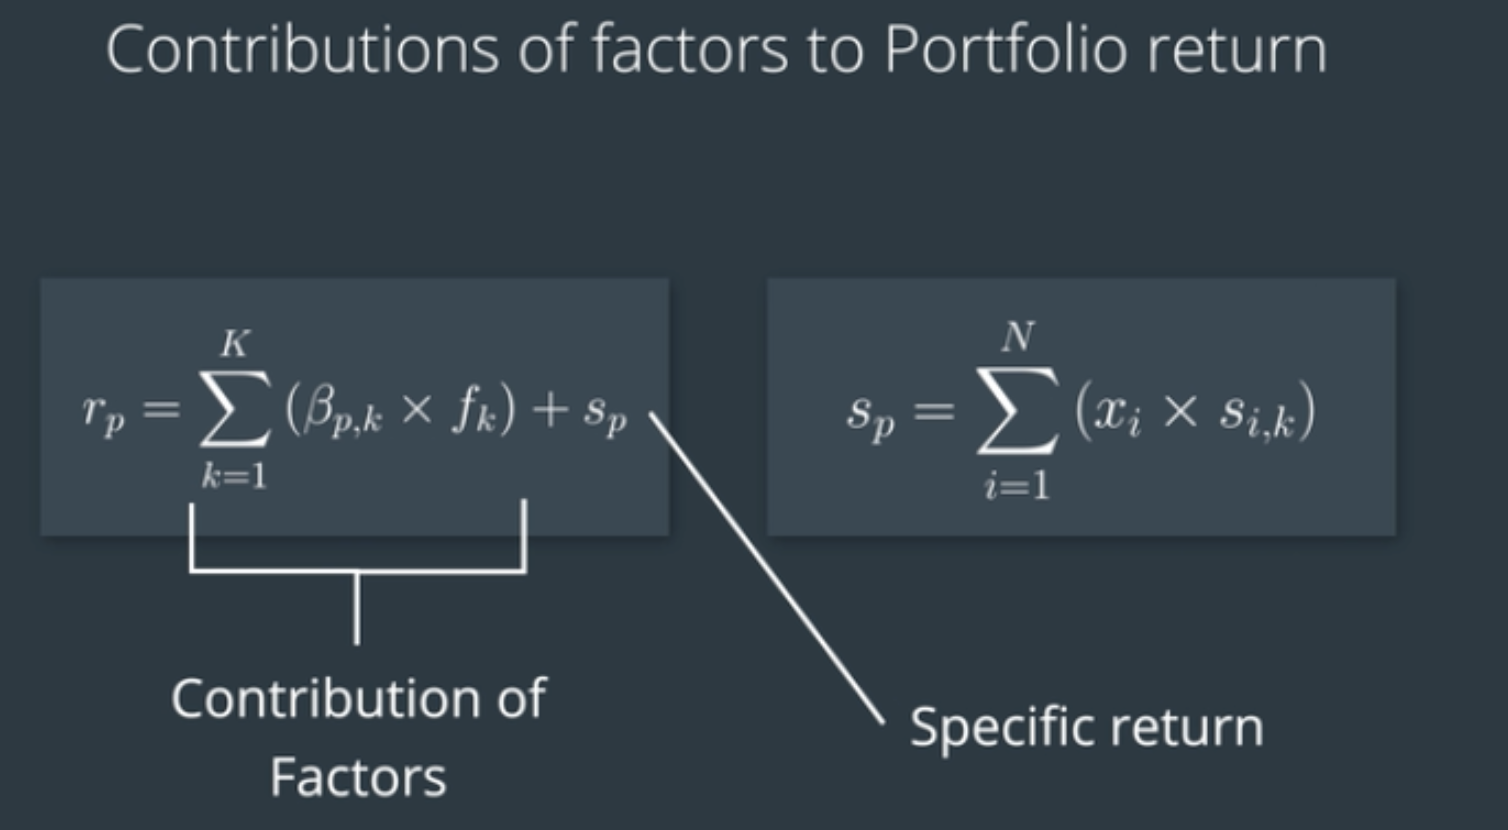 Contributions of factors to Portfolio return
r_p = \sum_{k=1}^{K} (\beta_{p,k} \times f_k) + s_p
s_p = \sum_{i=1}^{N} (x_i \times s_{i,k})
Contribution of
Factors
Specific return